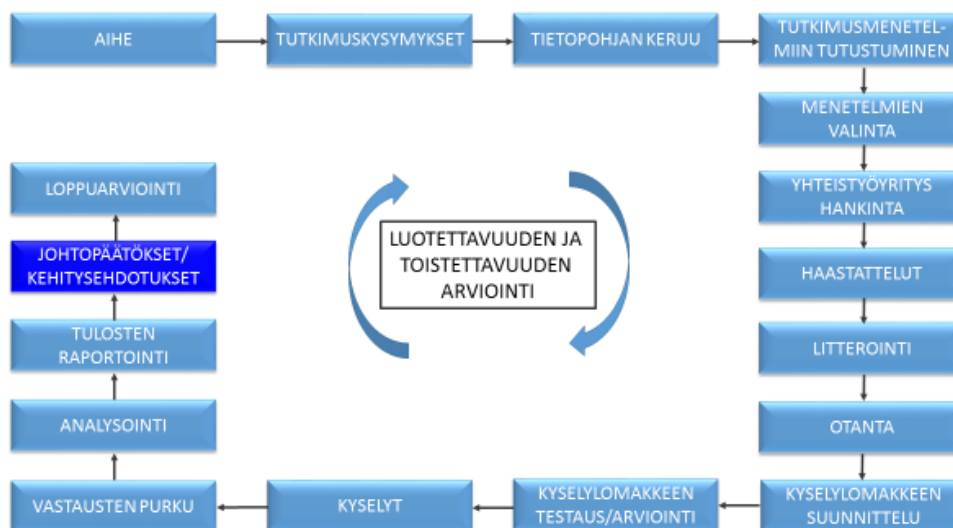 AIHE
TUTKIMUSKYSYMYKSET
TIETOPOHJAN KERUU
TUTKIMUSMENETEL-
MIIN TUTUSTUMINEN
MENETELMIEN
VALINTA
YHTEISTYÖYRITYS
HANKINTA
HAASTATTELUT
LITTEROINTI
OTANTA
KYSELYLOMAKKEEN
SUUNNITTELU
KYSELYLOMAKKEEN
TESTAUS/ARVIOINTI
KYSELYT
VASTAUSTEN PURKU
ANALYSOINTI
TULOSTEN
RAPORTOINTI
JOHTOPÄÄTÖKSET/
KEHITYSEHDOTUKSET
LOPPUARVIOINTI
LUOTETTAVUUDEN JA
TOISTETTAVUUDEN
ARVIOINTI